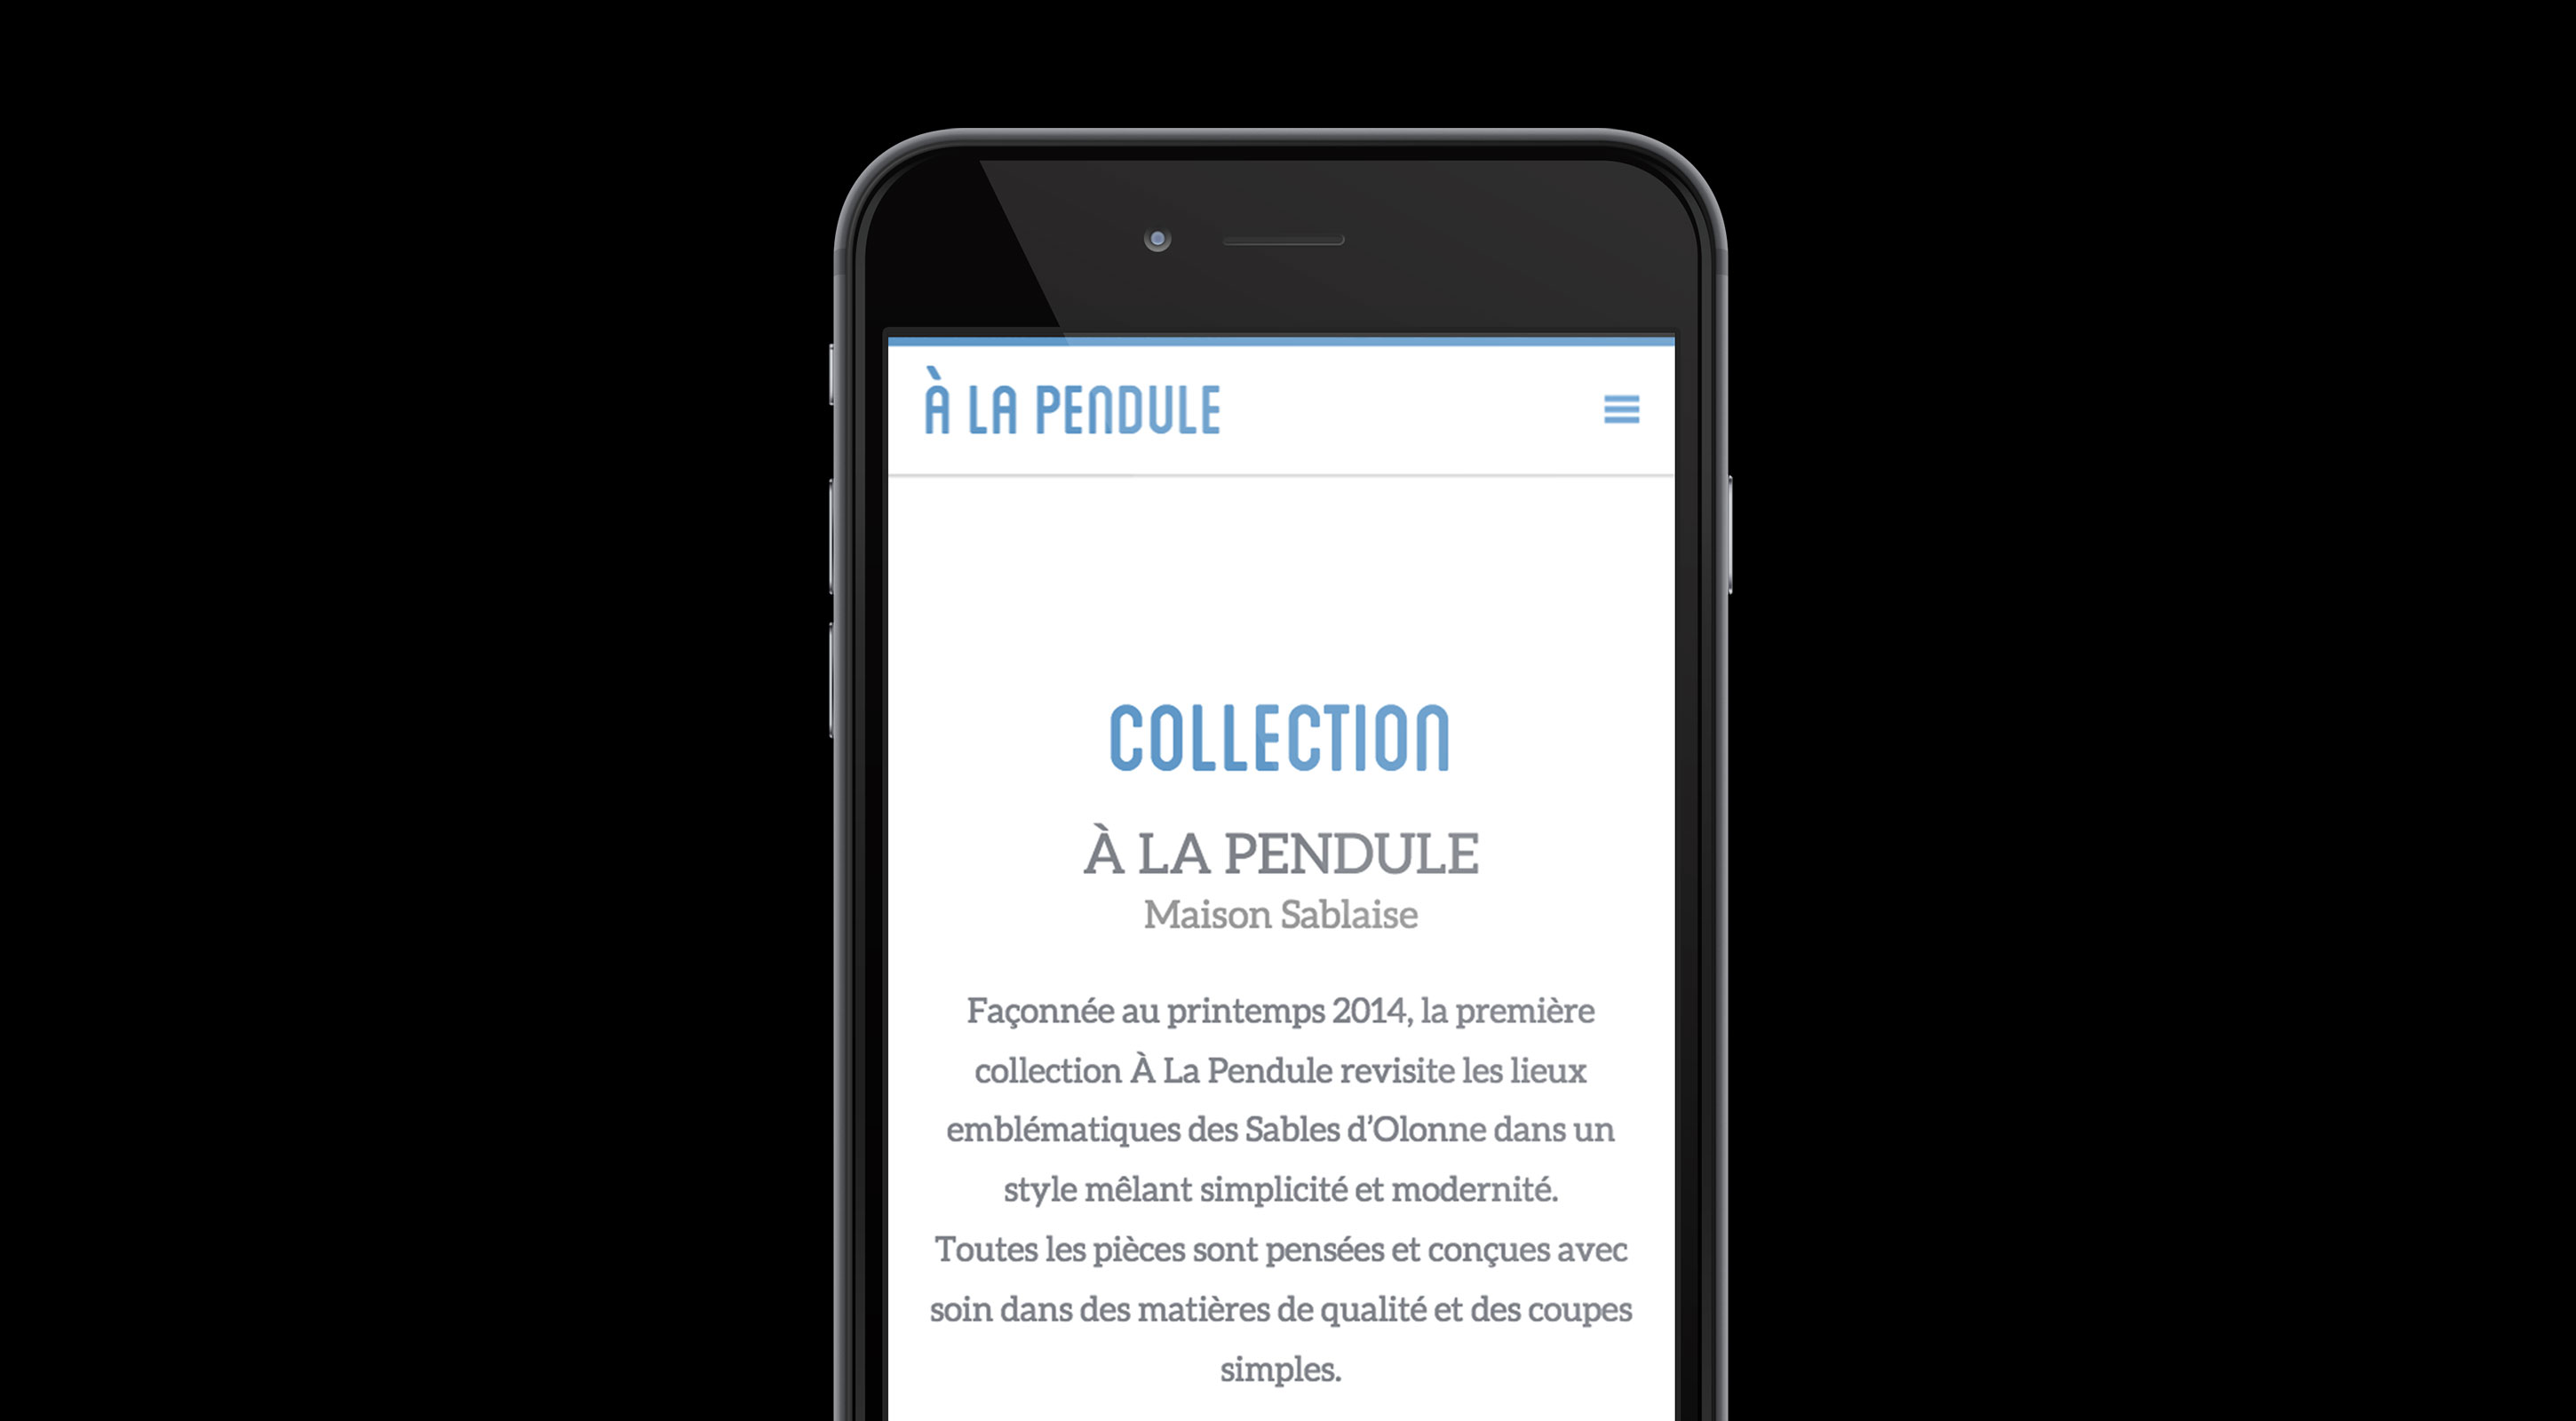 À LA PENDULE
COLLECTION
À LA PENDULE
Maison Sablaise
Façonnée au printemps 2014, la première
collection À La Pendule revisite les lieux
emblématiques des Sables d’Olonne dans un
style mêlant simplicité et modernité.
Toutes les pièces sont pensées et conçues avec
soin dans des matières de qualité et des coupes
simples.